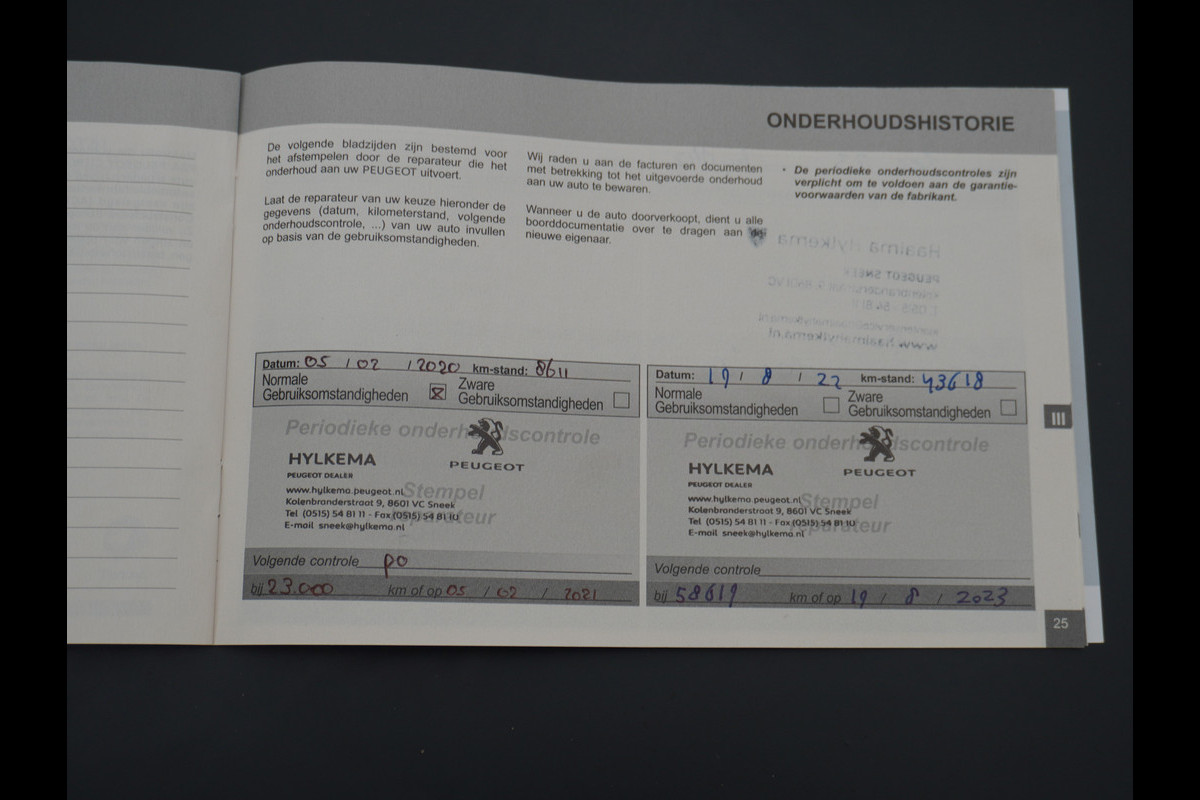 ONDERHOUDSHISTORIE
De volgende bladzijden zijn bestemd voor
het afstempelen door de reparateur die het
onderhoud aan uw PEUGEOT uitvoert.
Laat de reparateur van uw keuze hieronder de
gegevens (datum, kilometerstand, volgende
onderhoudscontrole, ...) van uw auto invullen
op basis van de gebruiksomstandigheden.
Wij raden u aan de facturen en documenten
met betrekking tot het uitgevoerde onderhoud
aan uw auto te bewaren.
Wanneer u de auto doorverkoopt, dient u alle
boorddocumentatie over te dragen aan de
nieuwe eigenaar.
• De periodieke onderhoudscontroles zijn
verplicht om te voldoen aan de garantie-
voorwaarden van de fabrikant.
Datum: 05 / 02 / 2020 km-stand: 8611
Normale
Gebruiksomstandigheden
Zware
Gebruiksomstandigheden
Periodieke onderhoudscontrole
PEUGEOT
HYLKEMA
PEUGEOT DEALER
www.hylkema.peugeot.nl
Stempel
Kolenbranderstraat 9, 8601 VC Sneek
Tel (0515) 54 81 11 - Fax (0515) 54 81 10
reparateur
E-mail sneek@hylkema.nl
Volgende controle po
bij 23.000 km of op 05 / 02 / 2021
Datum: 19 / 8 / 22 km-stand: 43618
Normale
Gebruiksomstandigheden
Zware
Gebruiksomstandigheden
Periodieke onderhoudscontrole
PEUGEOT
HYLKEMA
PEUGEOT DEALER
www.hylkema.peugeot.nl
Stempel
Kolenbranderstraat 9, 8601 VC Sneek
Tel (0515) 54 81 11 - Fax (0515) 54 81 10
reparateur
E-mail sneek@hylkema.nl
Volgende controle
bij 58619 km of op 19 / 8 / 2023
III
25